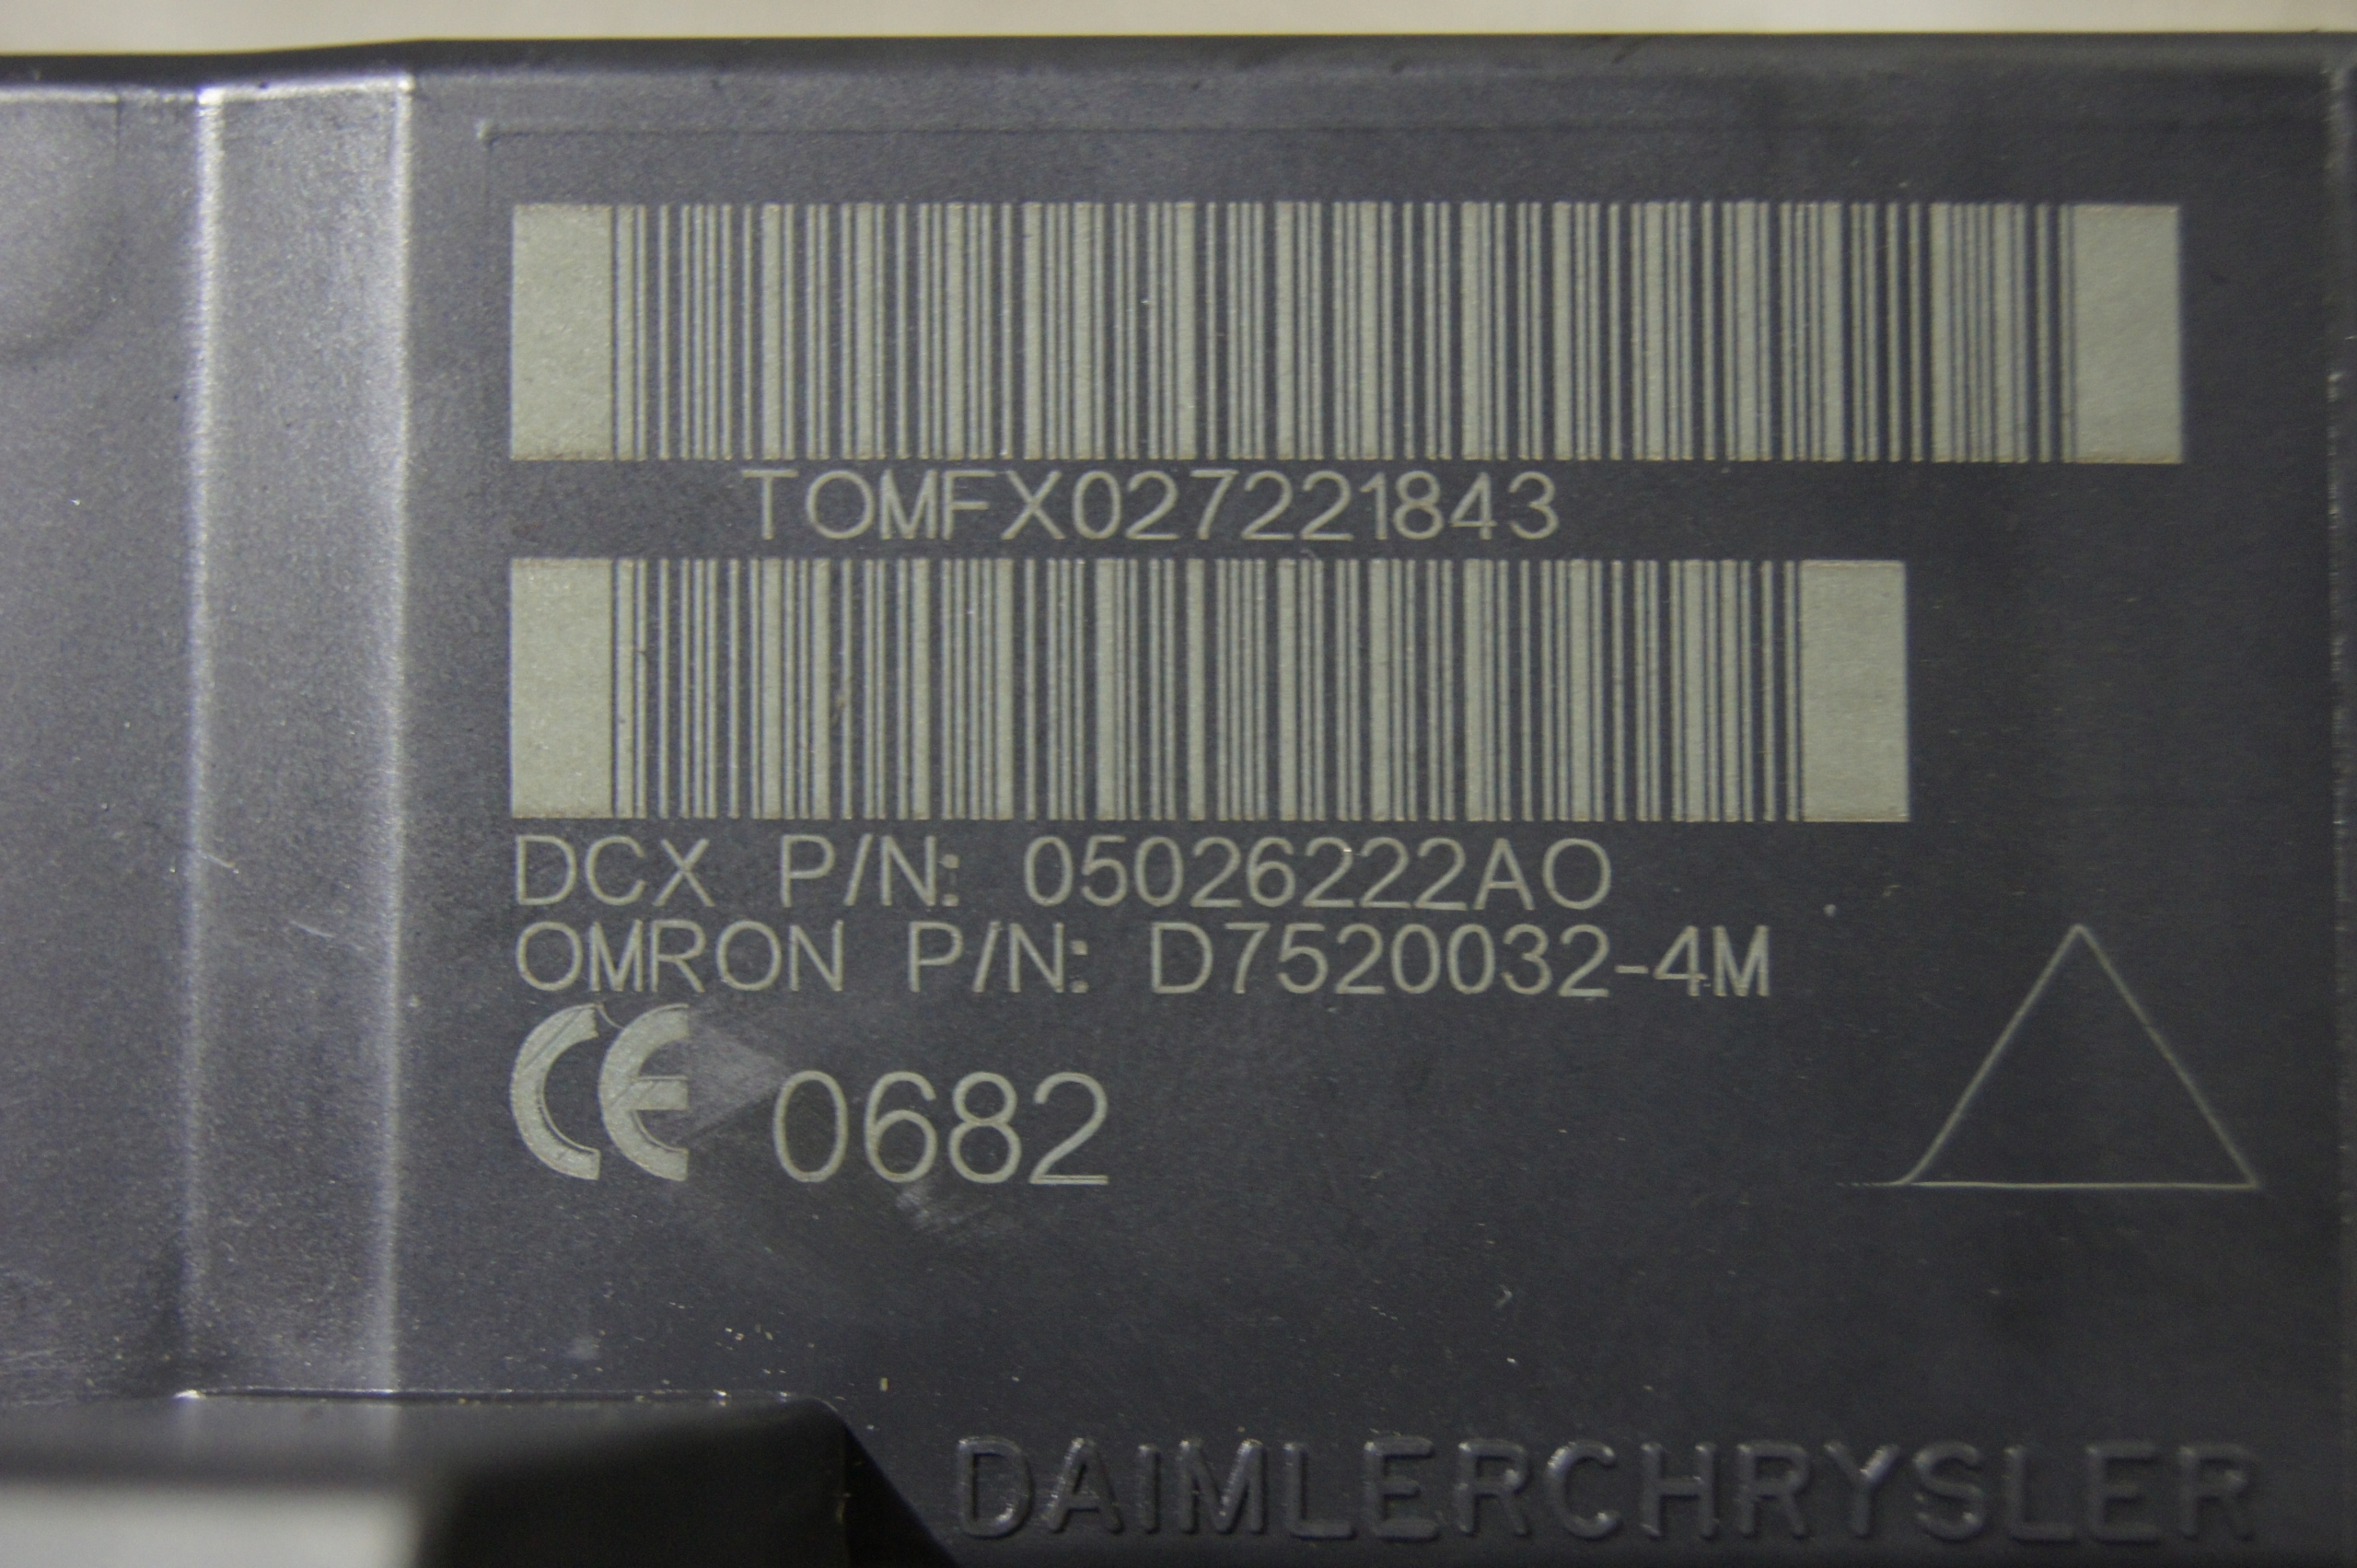 TOMFX027221843
DCX P/N: 05026222AO
OMRON P/N: D7520032-4M
CE 0682
DAIMLERCHRYSLER